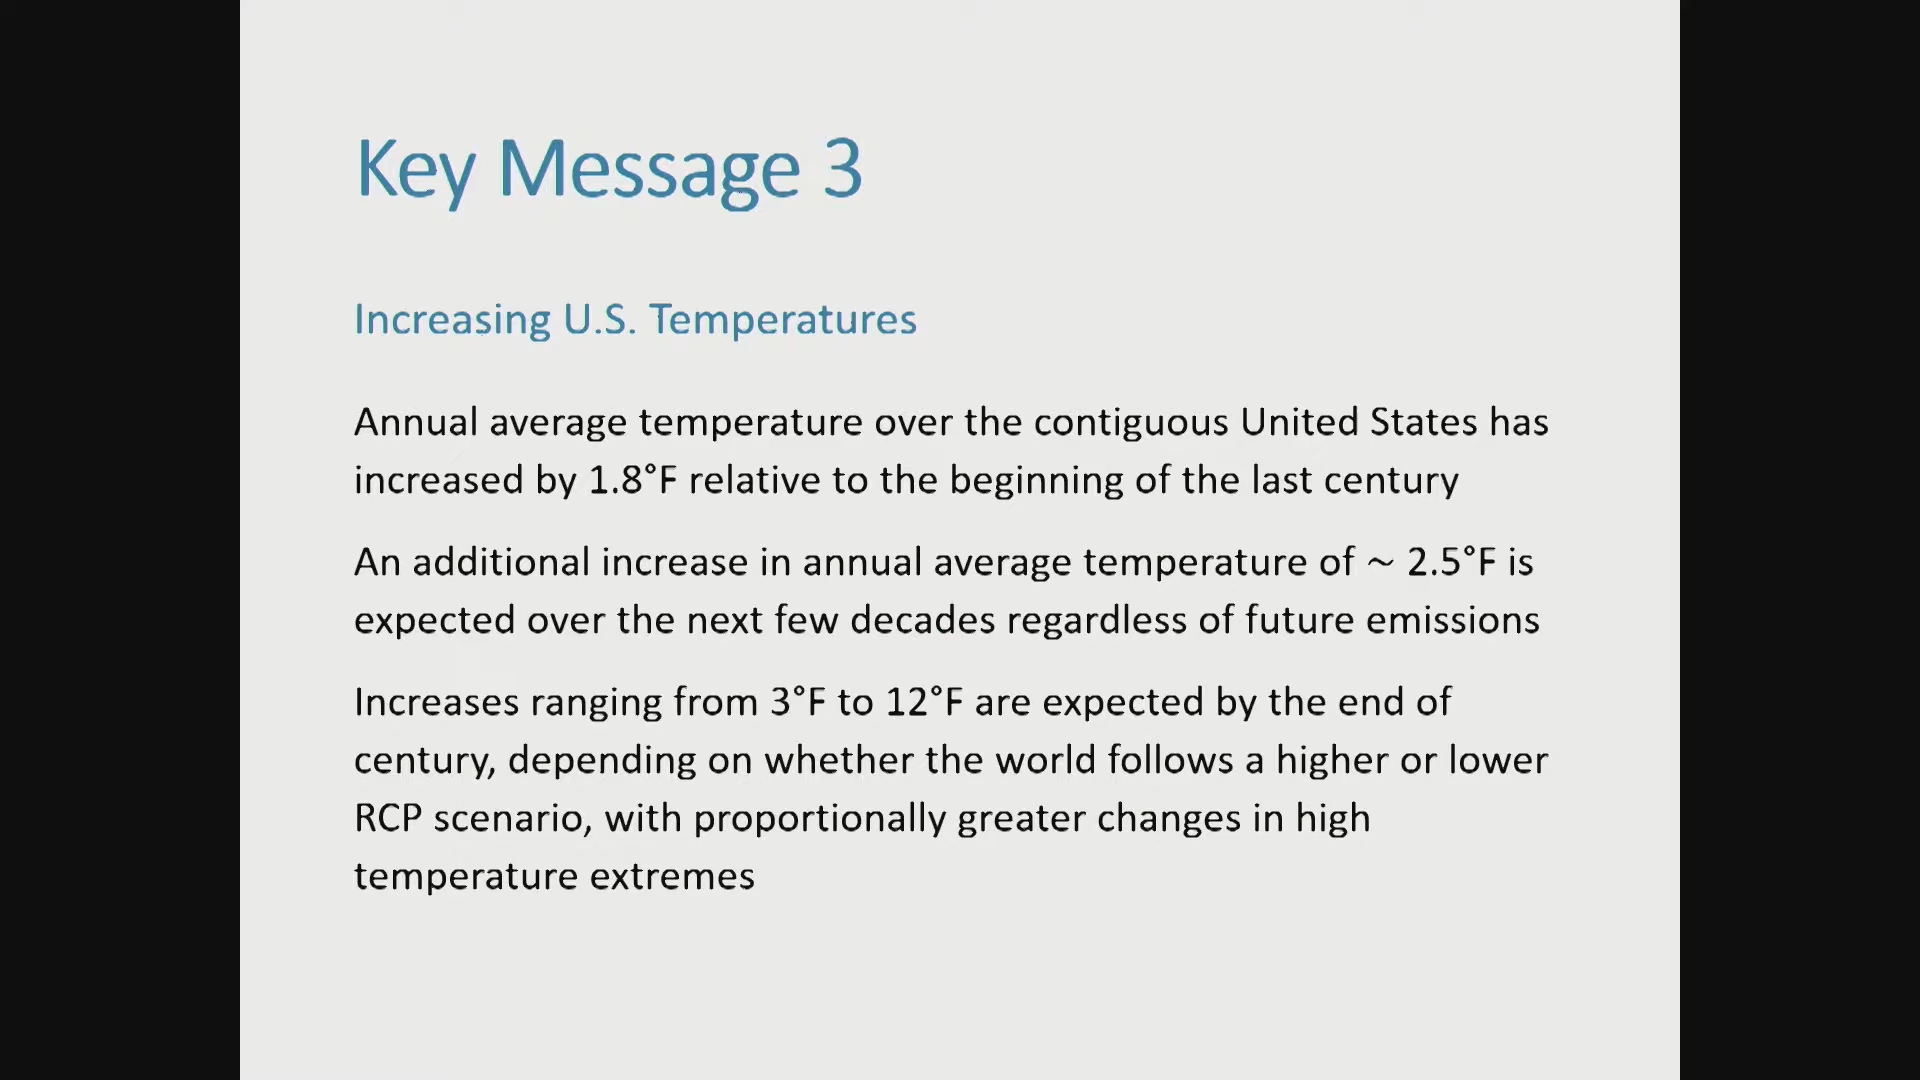 Key Message 3
Increasing U.S. Temperatures
Annual average temperature over the contiguous United States has
increased by 1.8°F relative to the beginning of the last century
An additional increase in annual average temperature of ~ 2.5°F is
expected over the next few decades regardless of future emissions
Increases ranging from 3°F to 12°F are expected by the end of
century, depending on whether the world follows a higher or lower
RCP scenario, with proportionally greater changes in high
temperature extremes